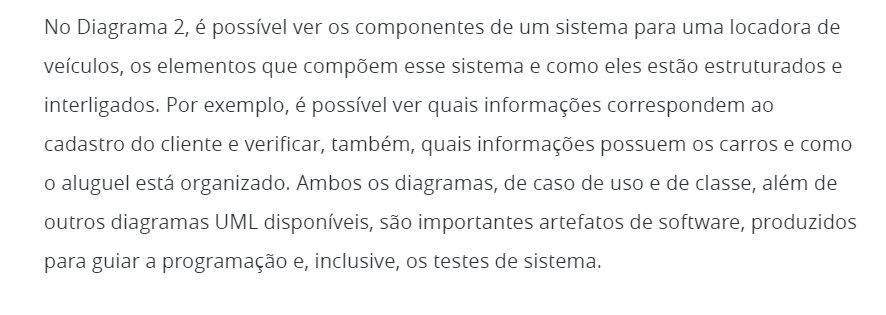 No Diagrama 2, é possível ver os componentes de um sistema para uma locadora de
veículos, os elementos que compõem esse sistema e como eles estão estruturados e
interligados. Por exemplo, é possível ver quais informações correspondem ao
cadastro do cliente e verificar, também, quais informações possuem os carros e como
o aluguel está organizado. Ambos os diagramas, de caso de uso e de classe, além de
outros diagramas UML disponíveis, são importantes artefatos de software, produzidos
para guiar a programação e, inclusive, os testes de sistema.